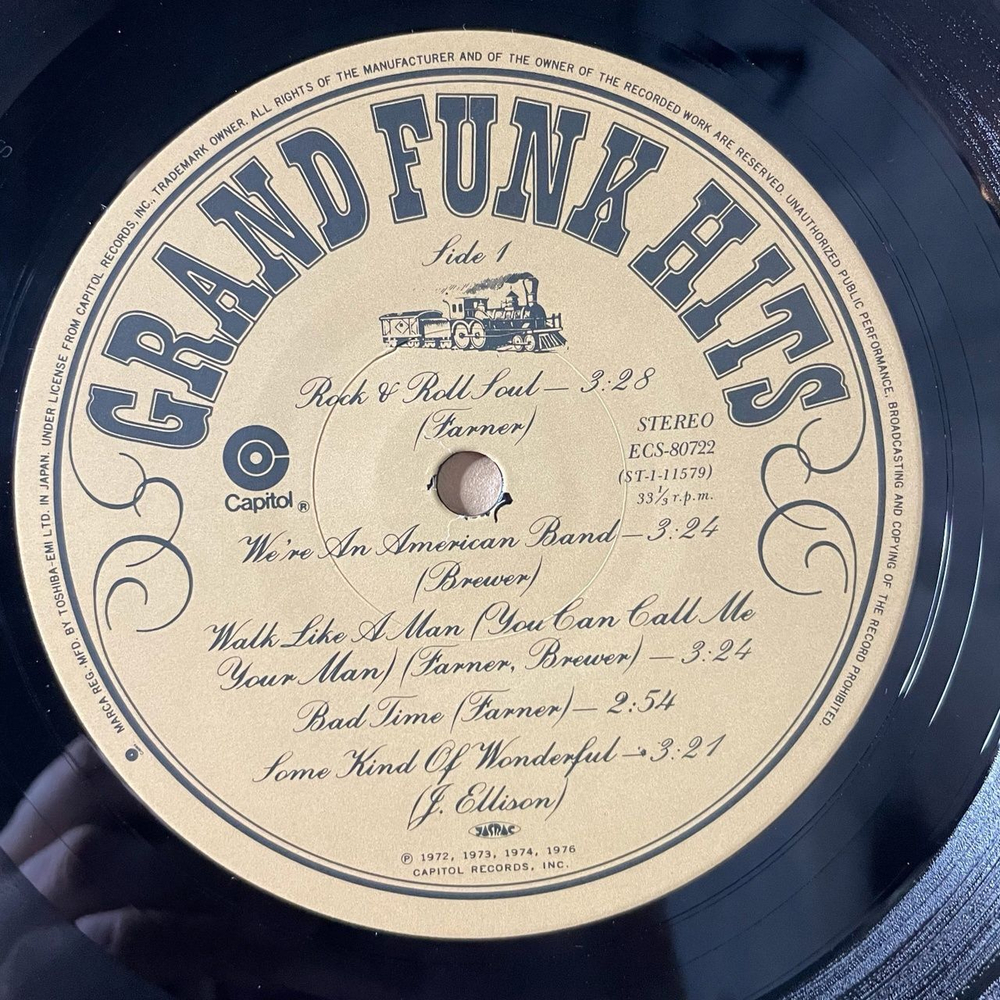 MARCA REG. MFD. BY TOSHIBA-EMI LTD. IN JAPAN. UNDER LICENSE FROM CAPITOL RECORDS, INC., TRADEMARK OWNER. ALL RIGHTS OF THE MANUFACTURER AND OF THE OWNER OF THE RECORDED WORK ARE RESERVED. UNAUTHORIZED PUBLIC PERFORMANCE, BROADCASTING AND COPYING OF THE RECORD PROHIBITED.
GRAND FUNK HITS
Side 1
Rock & Roll Soul — 3:28
(Farner)
STEREO
ECS-80722
(ST-1-11579)
33⅓ r.p.m.
Capitol®
We're An American Band — 3:24
(Brewer)
Walk Like A Man (You Can Call Me
Your Man) (Farner, Brewer) — 3:24
Bad Time (Farner) — 2:54
Some Kind Of Wonderful — 3:21
(J. Ellison)
JASRAC
℗ 1972, 1973, 1974, 1976
CAPITOL RECORDS, INC.